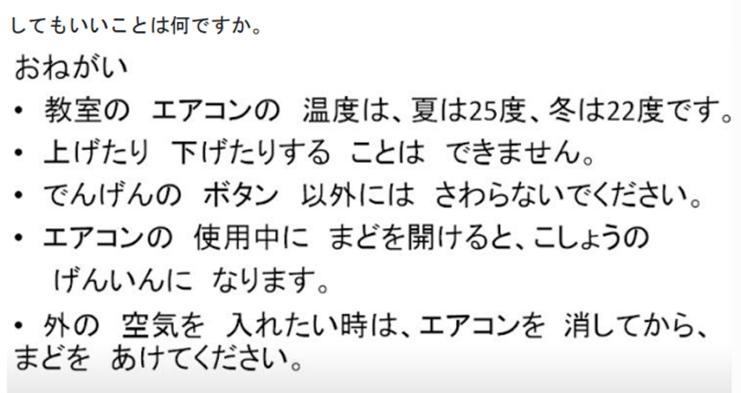 してもいいことは何ですか。
おねがい
• 教室の エアコンの 温度は、夏は25度、冬は22度です。
• 上げたり 下げたりする ことは できません。
• でんげんの ボタン 以外には さわらないでください。
• エアコンの 使用中に まどを開けると、こしょうの
げんいんに なります。
• 外の 空気を 入れたい時は、エアコンを 消してから、
まどを あけてください。